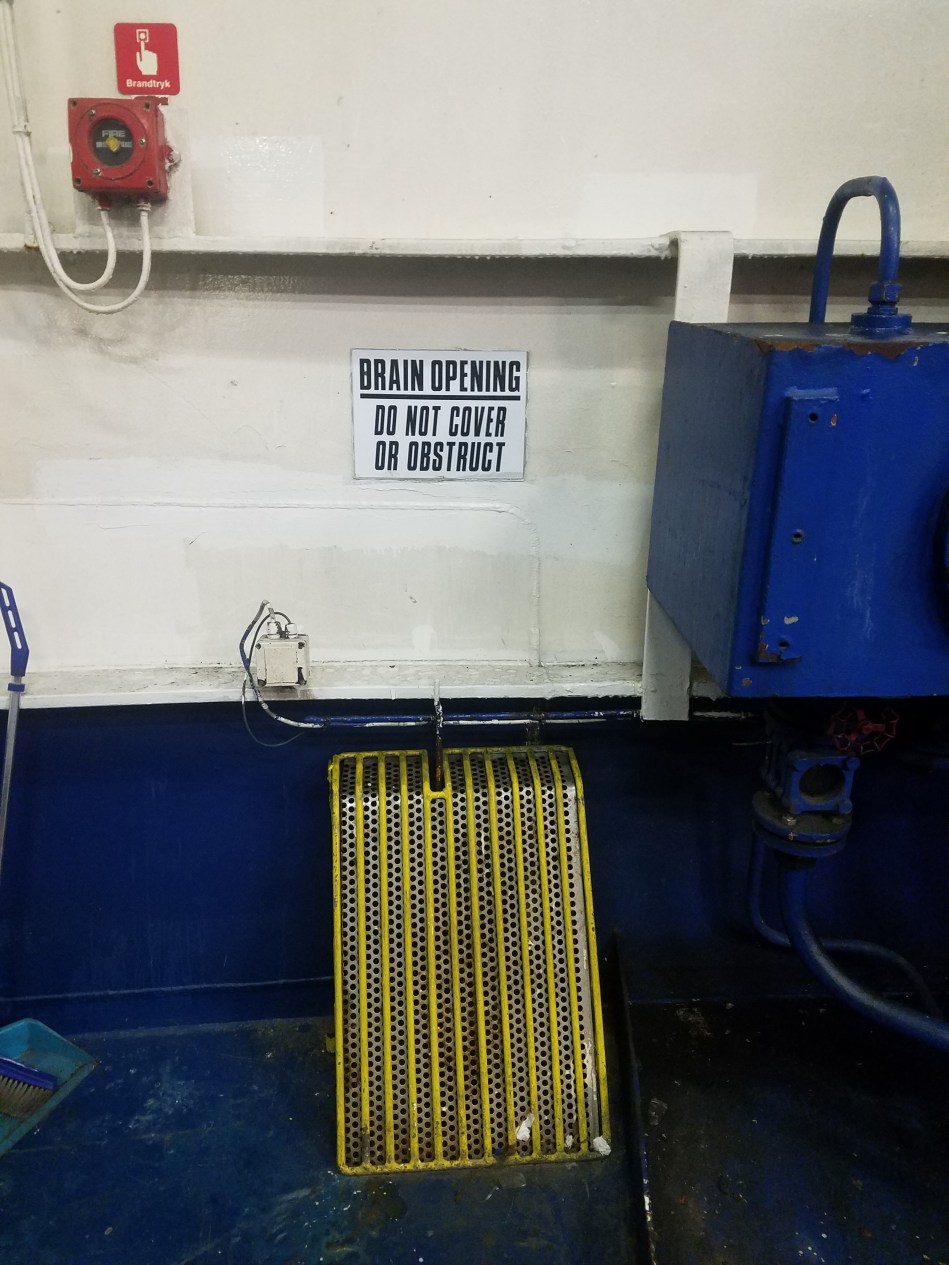 Brandtryk
FIRE
BRAIN OPENING
DO NOT COVER
OR OBSTRUCT